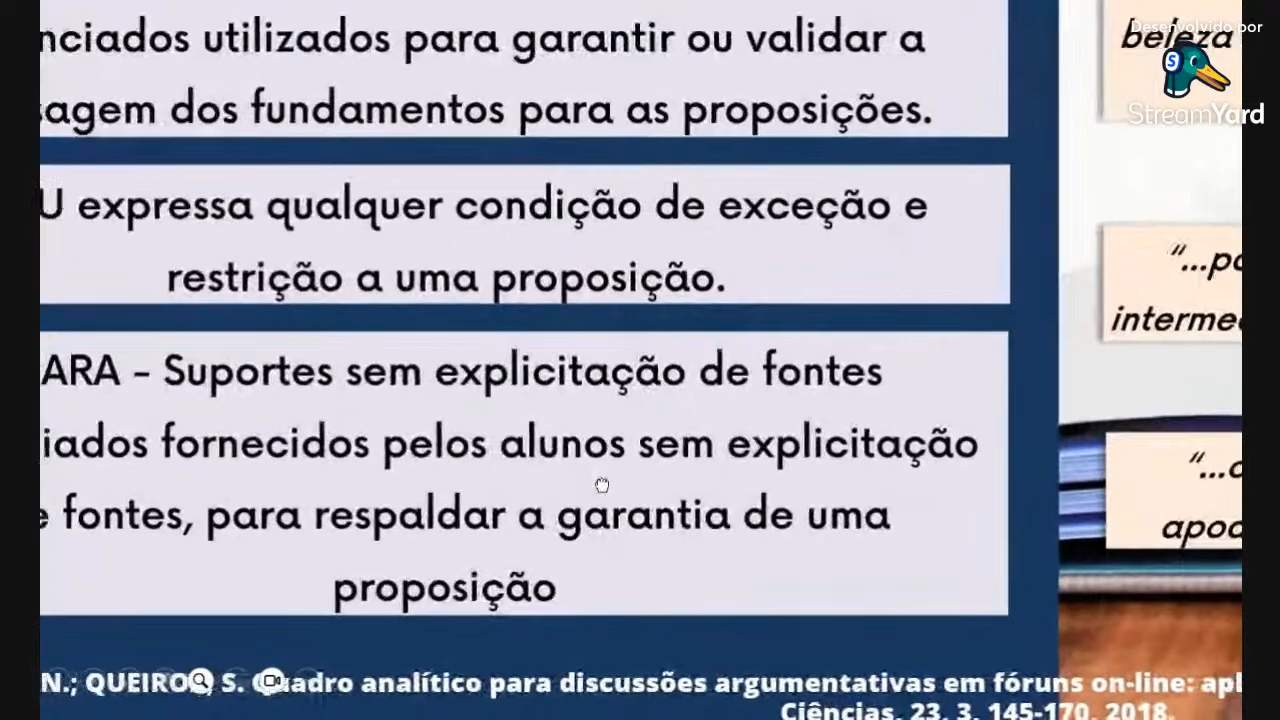 nciados utilizados para garantir ou validar a
sagem dos fundamentos para as proposições.
U expressa qualquer condição de exceção e
restrição a uma proposição.
ARA - Suportes sem explicitação de fontes
iados fornecidos pelos alunos sem explicitação
e fontes, para respaldar a garantia de uma
proposição
N.; QUEIROZ, S. Quadro analítico para discussões argumentativas em fóruns on-line: apl
Ciências, 23, 3, 145-170, 2018.
Desenvolvido por
beleza
StreamYard
"...po
intermed
"...
apoc